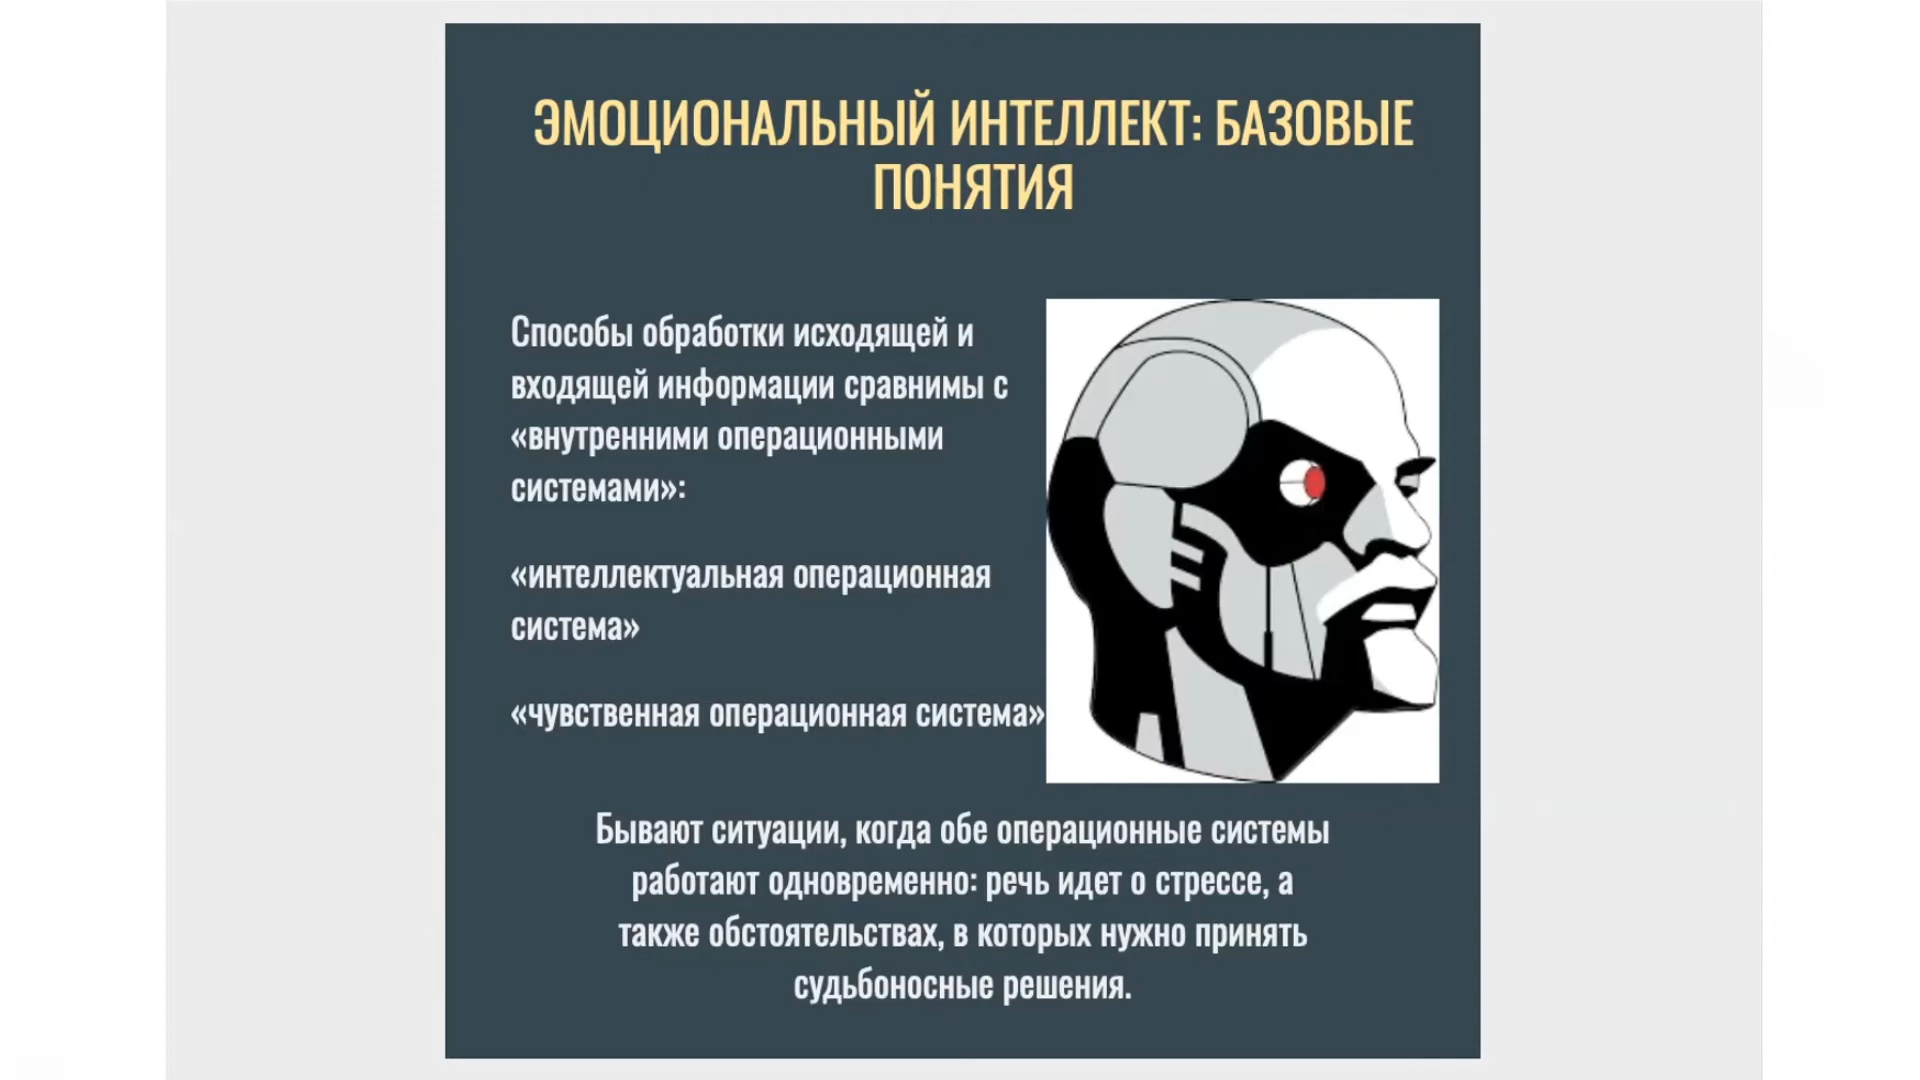 ЭМОЦИОНАЛЬНЫЙ ИНТЕЛЛЕКТ: БАЗОВЫЕ
ПОНЯТИЯ
Способы обработки исходящей и
входящей информации сравнимы с
«внутренними операционными
системами»:
«интеллектуальная операционная
система»
«чувственная операционная система»
Бывают ситуации, когда обе операционные системы
работают одновременно: речь идет о стрессе, а
также обстоятельствах, в которых нужно принять
судьбоносные решения.